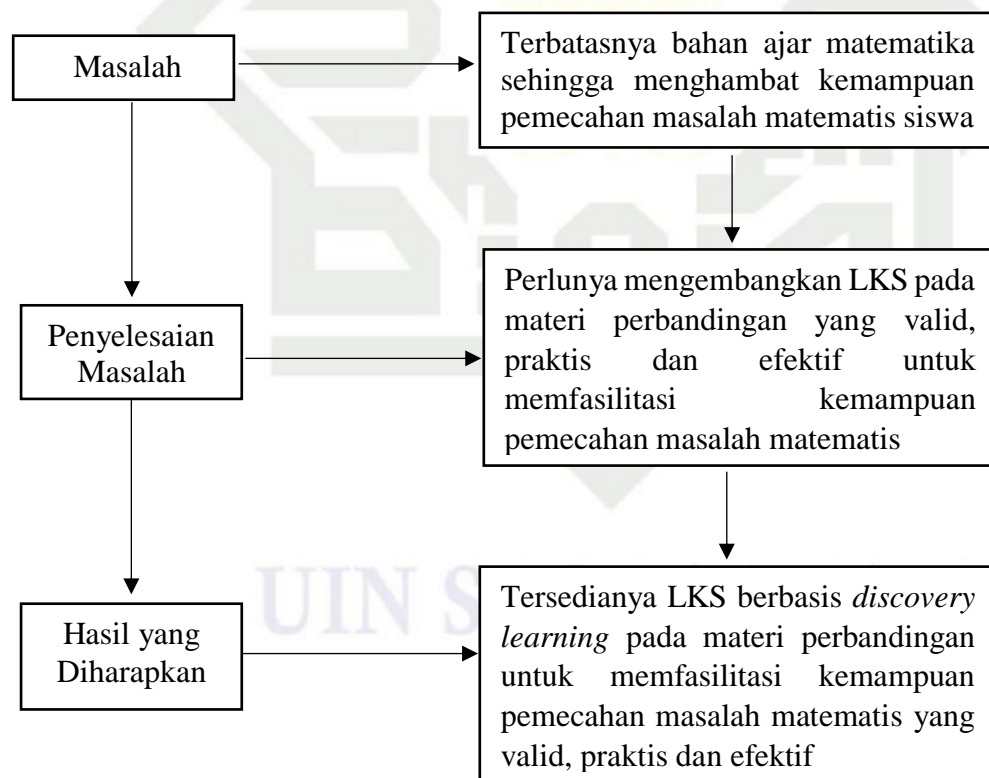 Masalah
Terbatasnya bahan ajar matematika
sehingga menghambat kemampuan
pemecahan masalah matematis siswa
Penyelesaian
Masalah
Perlunya mengembangkan LKS pada
materi perbandingan yang valid,
praktis dan efektif untuk
memfasilitasi kemampuan
pemecahan masalah matematis
UIN S
Hasil yang
Diharapkan
Tersedianya LKS berbasis discovery
learning pada materi perbandingan
untuk memfasilitasi kemampuan
pemecahan masalah matematis yang
valid, praktis dan efektif